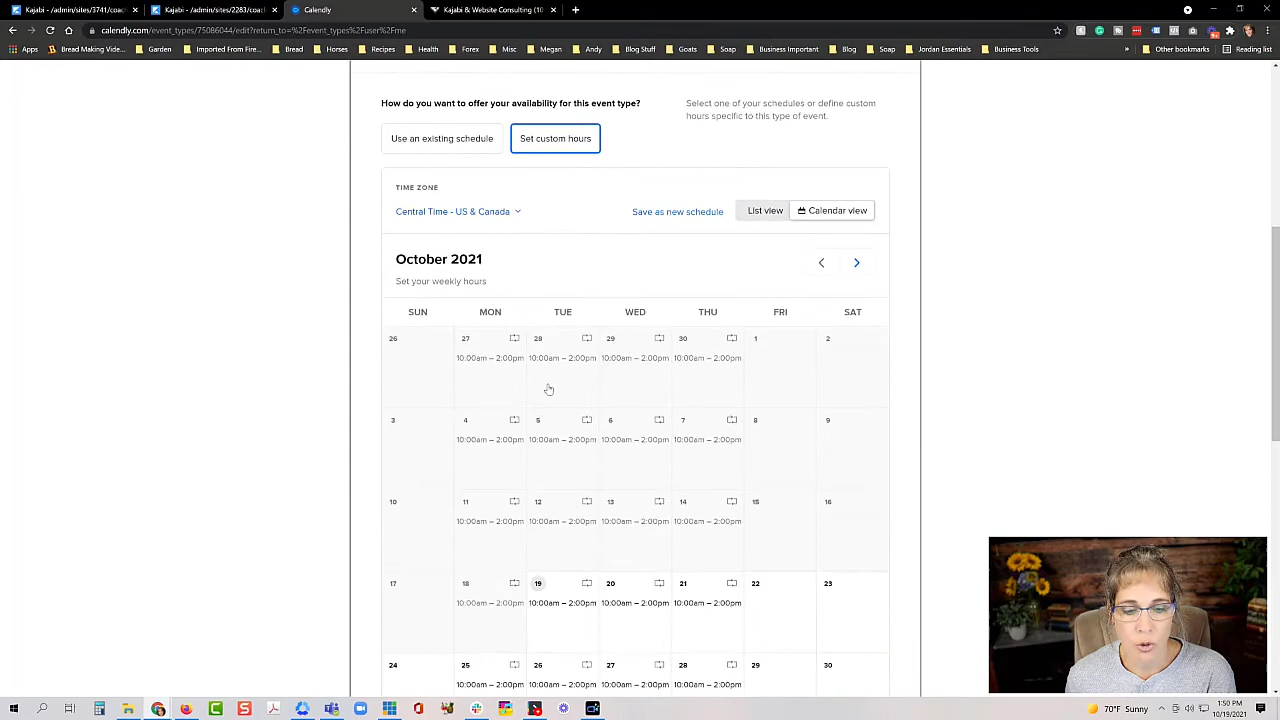 Kajabi - /admin/sites/3741/coac
Kajabi - /admin/sites/2283/coac
Calendly
Kajabi & Website Consulting (10
calendly.com/event_types/75086044/edit?return_to=%2Fevent_types%2Fuser%2Fme
Apps
Bread Making Vide...
Garden
Imported From Fire...
Bread
Horses
Recipes
Health
Forex
Misc
Megan
Andy
Blog Stuff
Goats
Soap
Business Important
Blog
Soap
Jordan Essentials
Business Tools
Other bookmarks
Reading list
How do you want to offer your availability for this event type?
Select one of your schedules or define custom
hours specific to this type of event.
Use an existing schedule
Set custom hours
TIME ZONE
Central Time - US & Canada
Save as new schedule
List view
Calendar view
October 2021
Set your weekly hours
SUN MON TUE WED THU FRI SAT
26 27 28 29 30 1 2
10:00am – 2:00pm 10:00am – 2:00pm 10:00am – 2:00pm 10:00am – 2:00pm
3 4 5 6 7 8 9
10:00am – 2:00pm 10:00am – 2:00pm 10:00am – 2:00pm 10:00am – 2:00pm
10 11 12 13 14 15 16
10:00am – 2:00pm 10:00am – 2:00pm 10:00am – 2:00pm 10:00am – 2:00pm
17 18 19 20 21 22 23
10:00am – 2:00pm 10:00am – 2:00pm 10:00am – 2:00pm 10:00am – 2:00pm
24 25 26 27 28 29 30
10:00am – 2:00pm 10:00am – 2:00pm 10:00am – 2:00pm 10:00am – 2:00pm
70°F Sunny
1:50 PM
10/19/2021